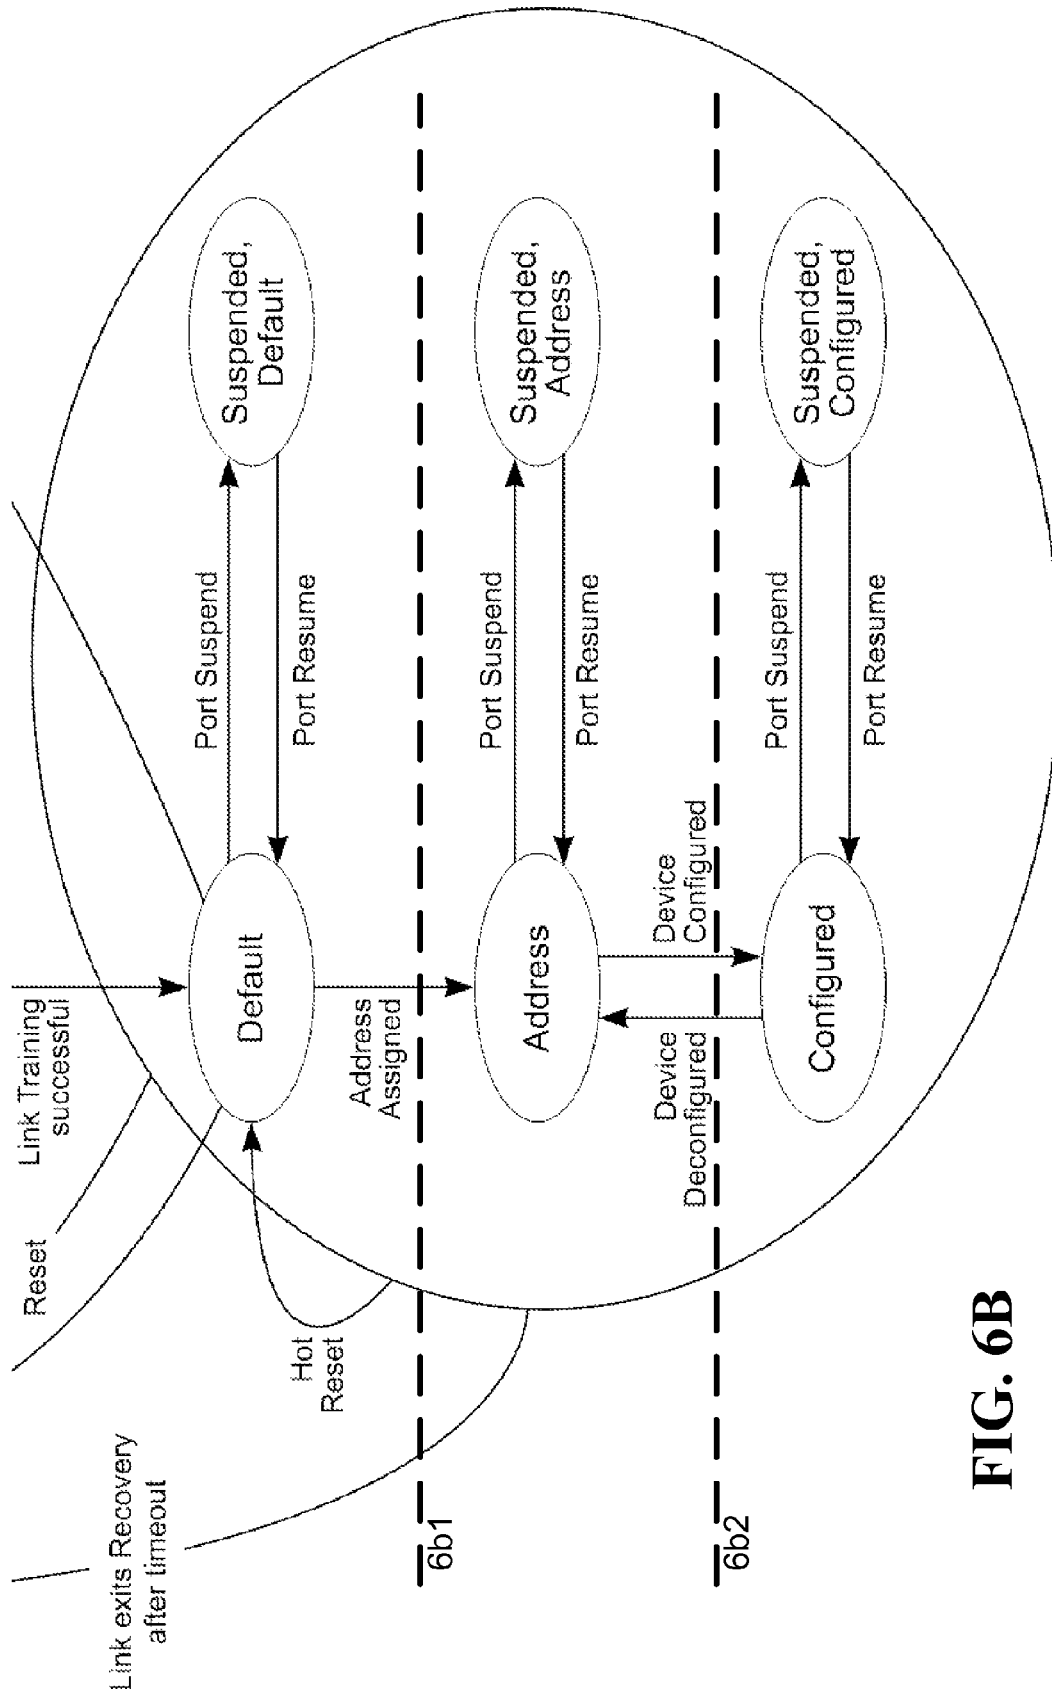 Link Training
successful
Reset
Link exits Recovery
after timeout
Hot
Reset
Default
Port Suspend
Port Resume
Suspended,
Default
Address
Assigned
6b1
Address
Port Suspend
Port Resume
Suspended,
Address
Device
Deconfigured
Device
Configured
6b2
Configured
Port Suspend
Port Resume
Suspended,
Configured
FIG. 6B